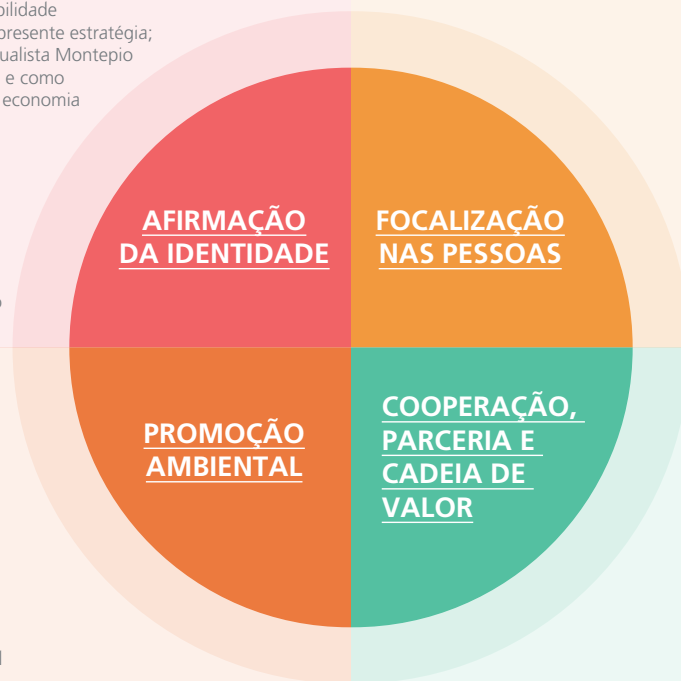 presente estratégia;
ualista Montepio
e como
economia
AFIRMAÇÃO
DA IDENTIDADE
FOCALIZAÇÃO
NAS PESSOAS
PROMOÇÃO
AMBIENTAL
COOPERAÇÃO,
PARCERIA E
CADEIA DE
VALOR